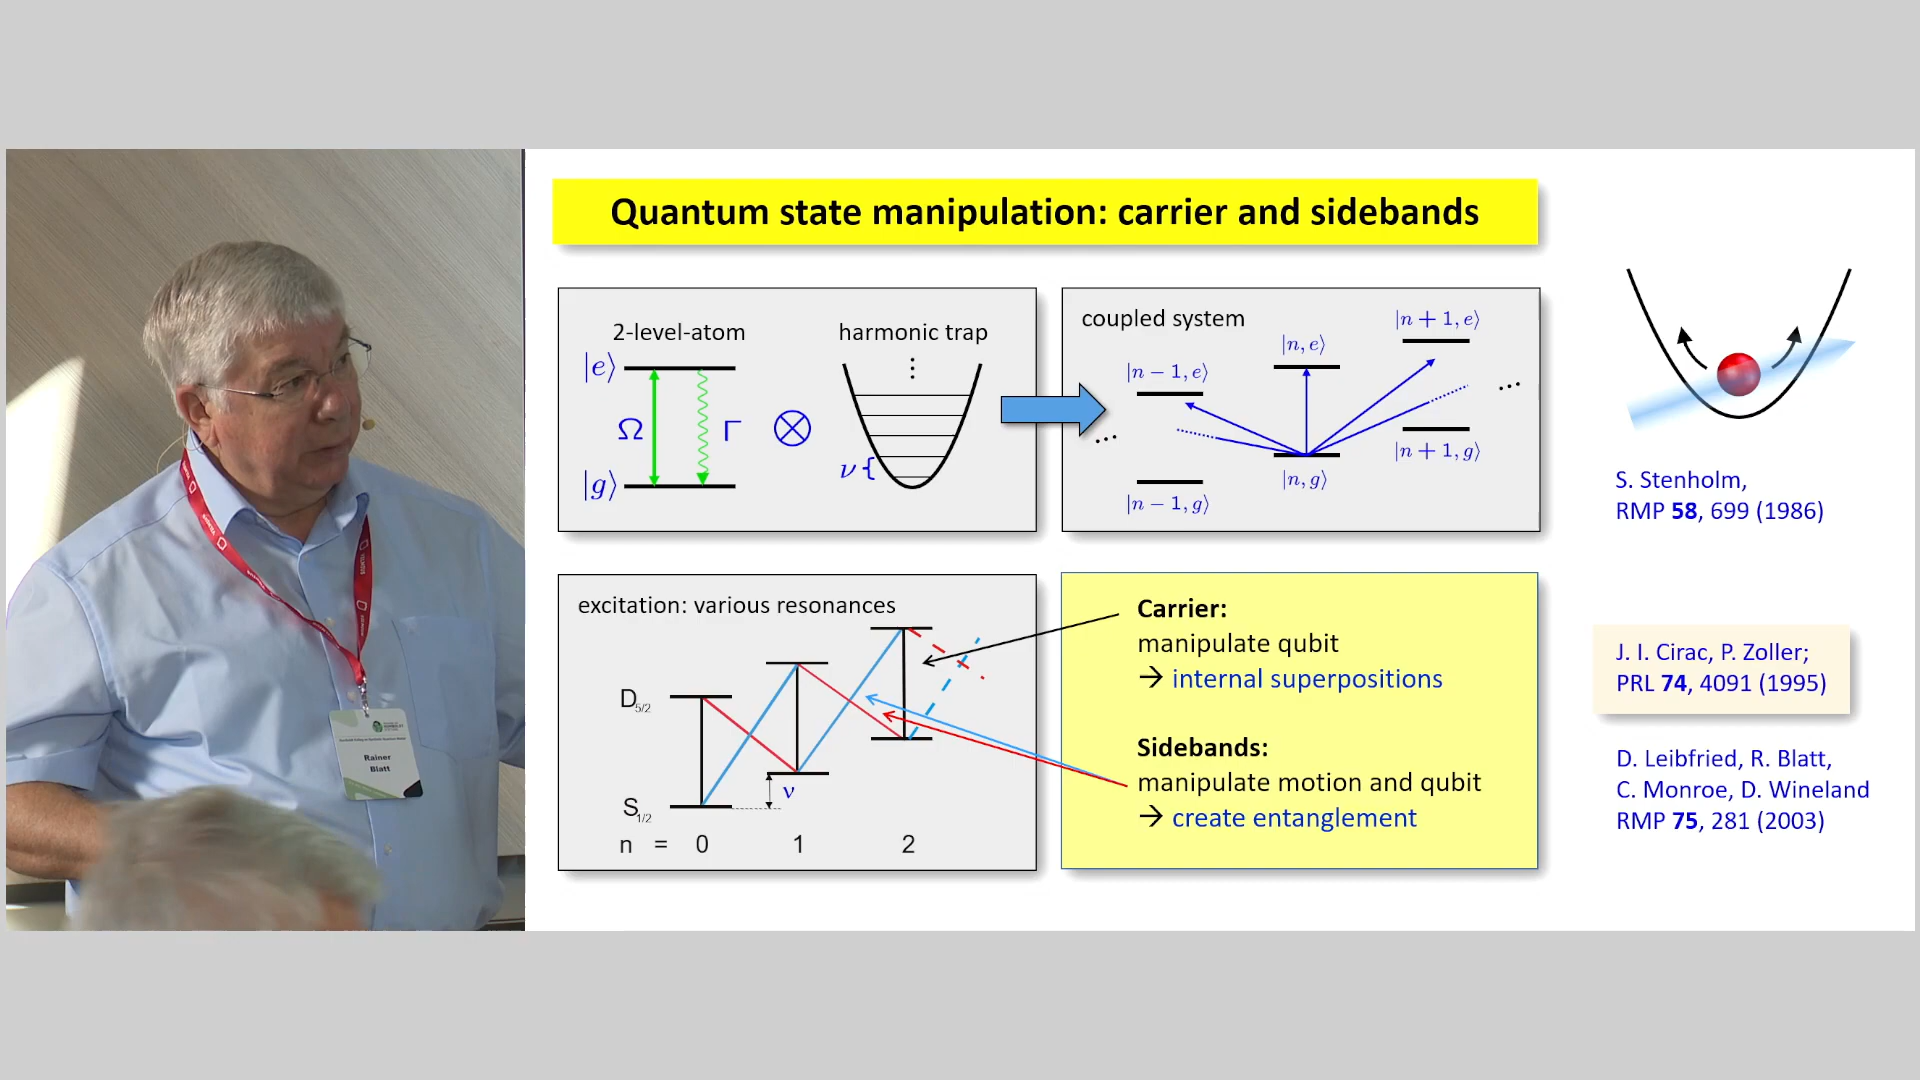 Quantum state manipulation: carrier and sidebands
2-level-atom
harmonic trap
|e⟩
Ω
Γ
⊗
ν {
|g⟩
coupled system
|n − 1, e⟩
|n, e⟩
|n + 1, e⟩
|n − 1, g⟩
|n, g⟩
|n + 1, g⟩
S. Stenholm,
RMP 58, 699 (1986)
excitation: various resonances
D5/2
S1/2
ν
n = 0 1 2
Carrier:
manipulate qubit
→ internal superpositions
Sidebands:
manipulate motion and qubit
→ create entanglement
J. I. Cirac, P. Zoller;
PRL 74, 4091 (1995)
D. Leibfried, R. Blatt,
C. Monroe, D. Wineland
RMP 75, 281 (2003)
Rainer
Blatt